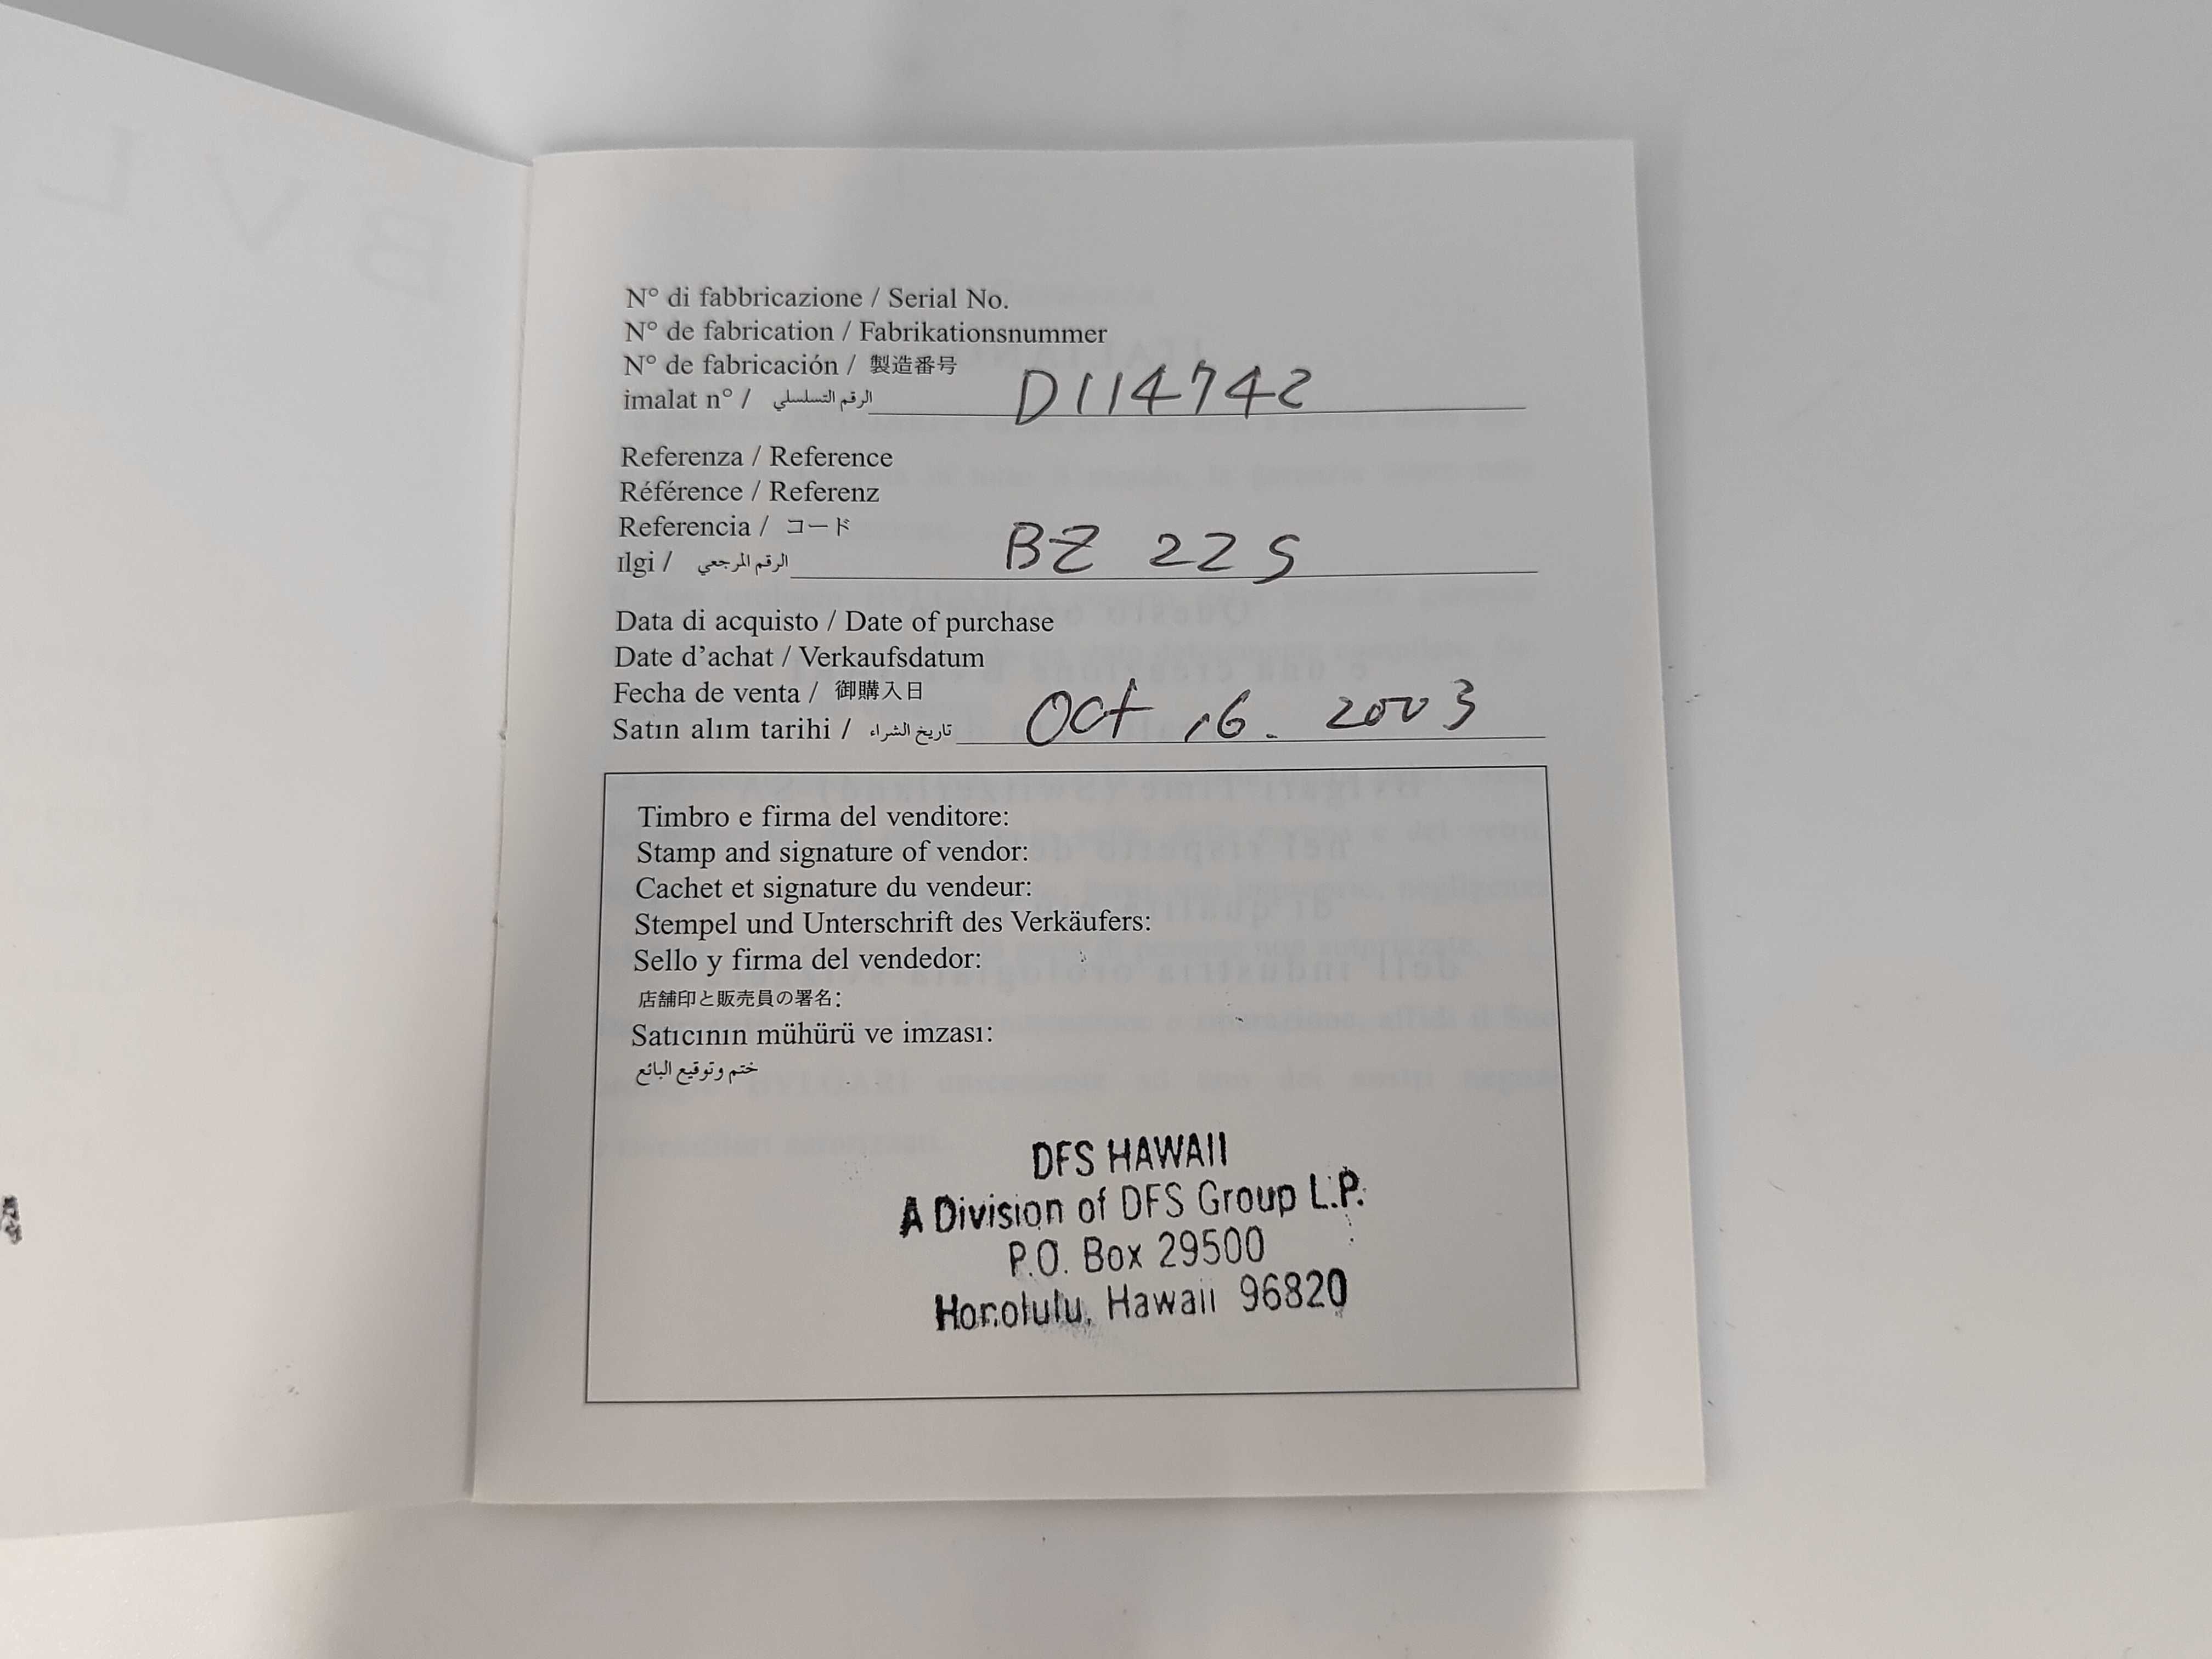 B V L
N° di fabbricazione / Serial No.
N° de fabrication / Fabrikationsnummer
N° de fabricación / 製造番号
imalat n° / الرقم التسلسلي D114742
Referenza / Reference
Référence / Referenz
Referencia / コード
ılgi / الرقم المرجعي BZ 22 S
Data di acquisto / Date of purchase
Date d'achat / Verkaufsdatum
Fecha de venta / 御購入日
Satın alım tarihi / تاريخ الشراء Oct 16. 2003
Timbro e firma del venditore:
Stamp and signature of vendor:
Cachet et signature du vendeur:
Stempel und Unterschrift des Verkäufers:
Sello y firma del vendedor:
店舗印と販売員の署名:
Satıcının mühürü ve imzası:
ختم وتوقيع البائع
DFS HAWAII
A Division of DFS Group L.P.
P.O. Box 29500
Honolulu, Hawaii 96820